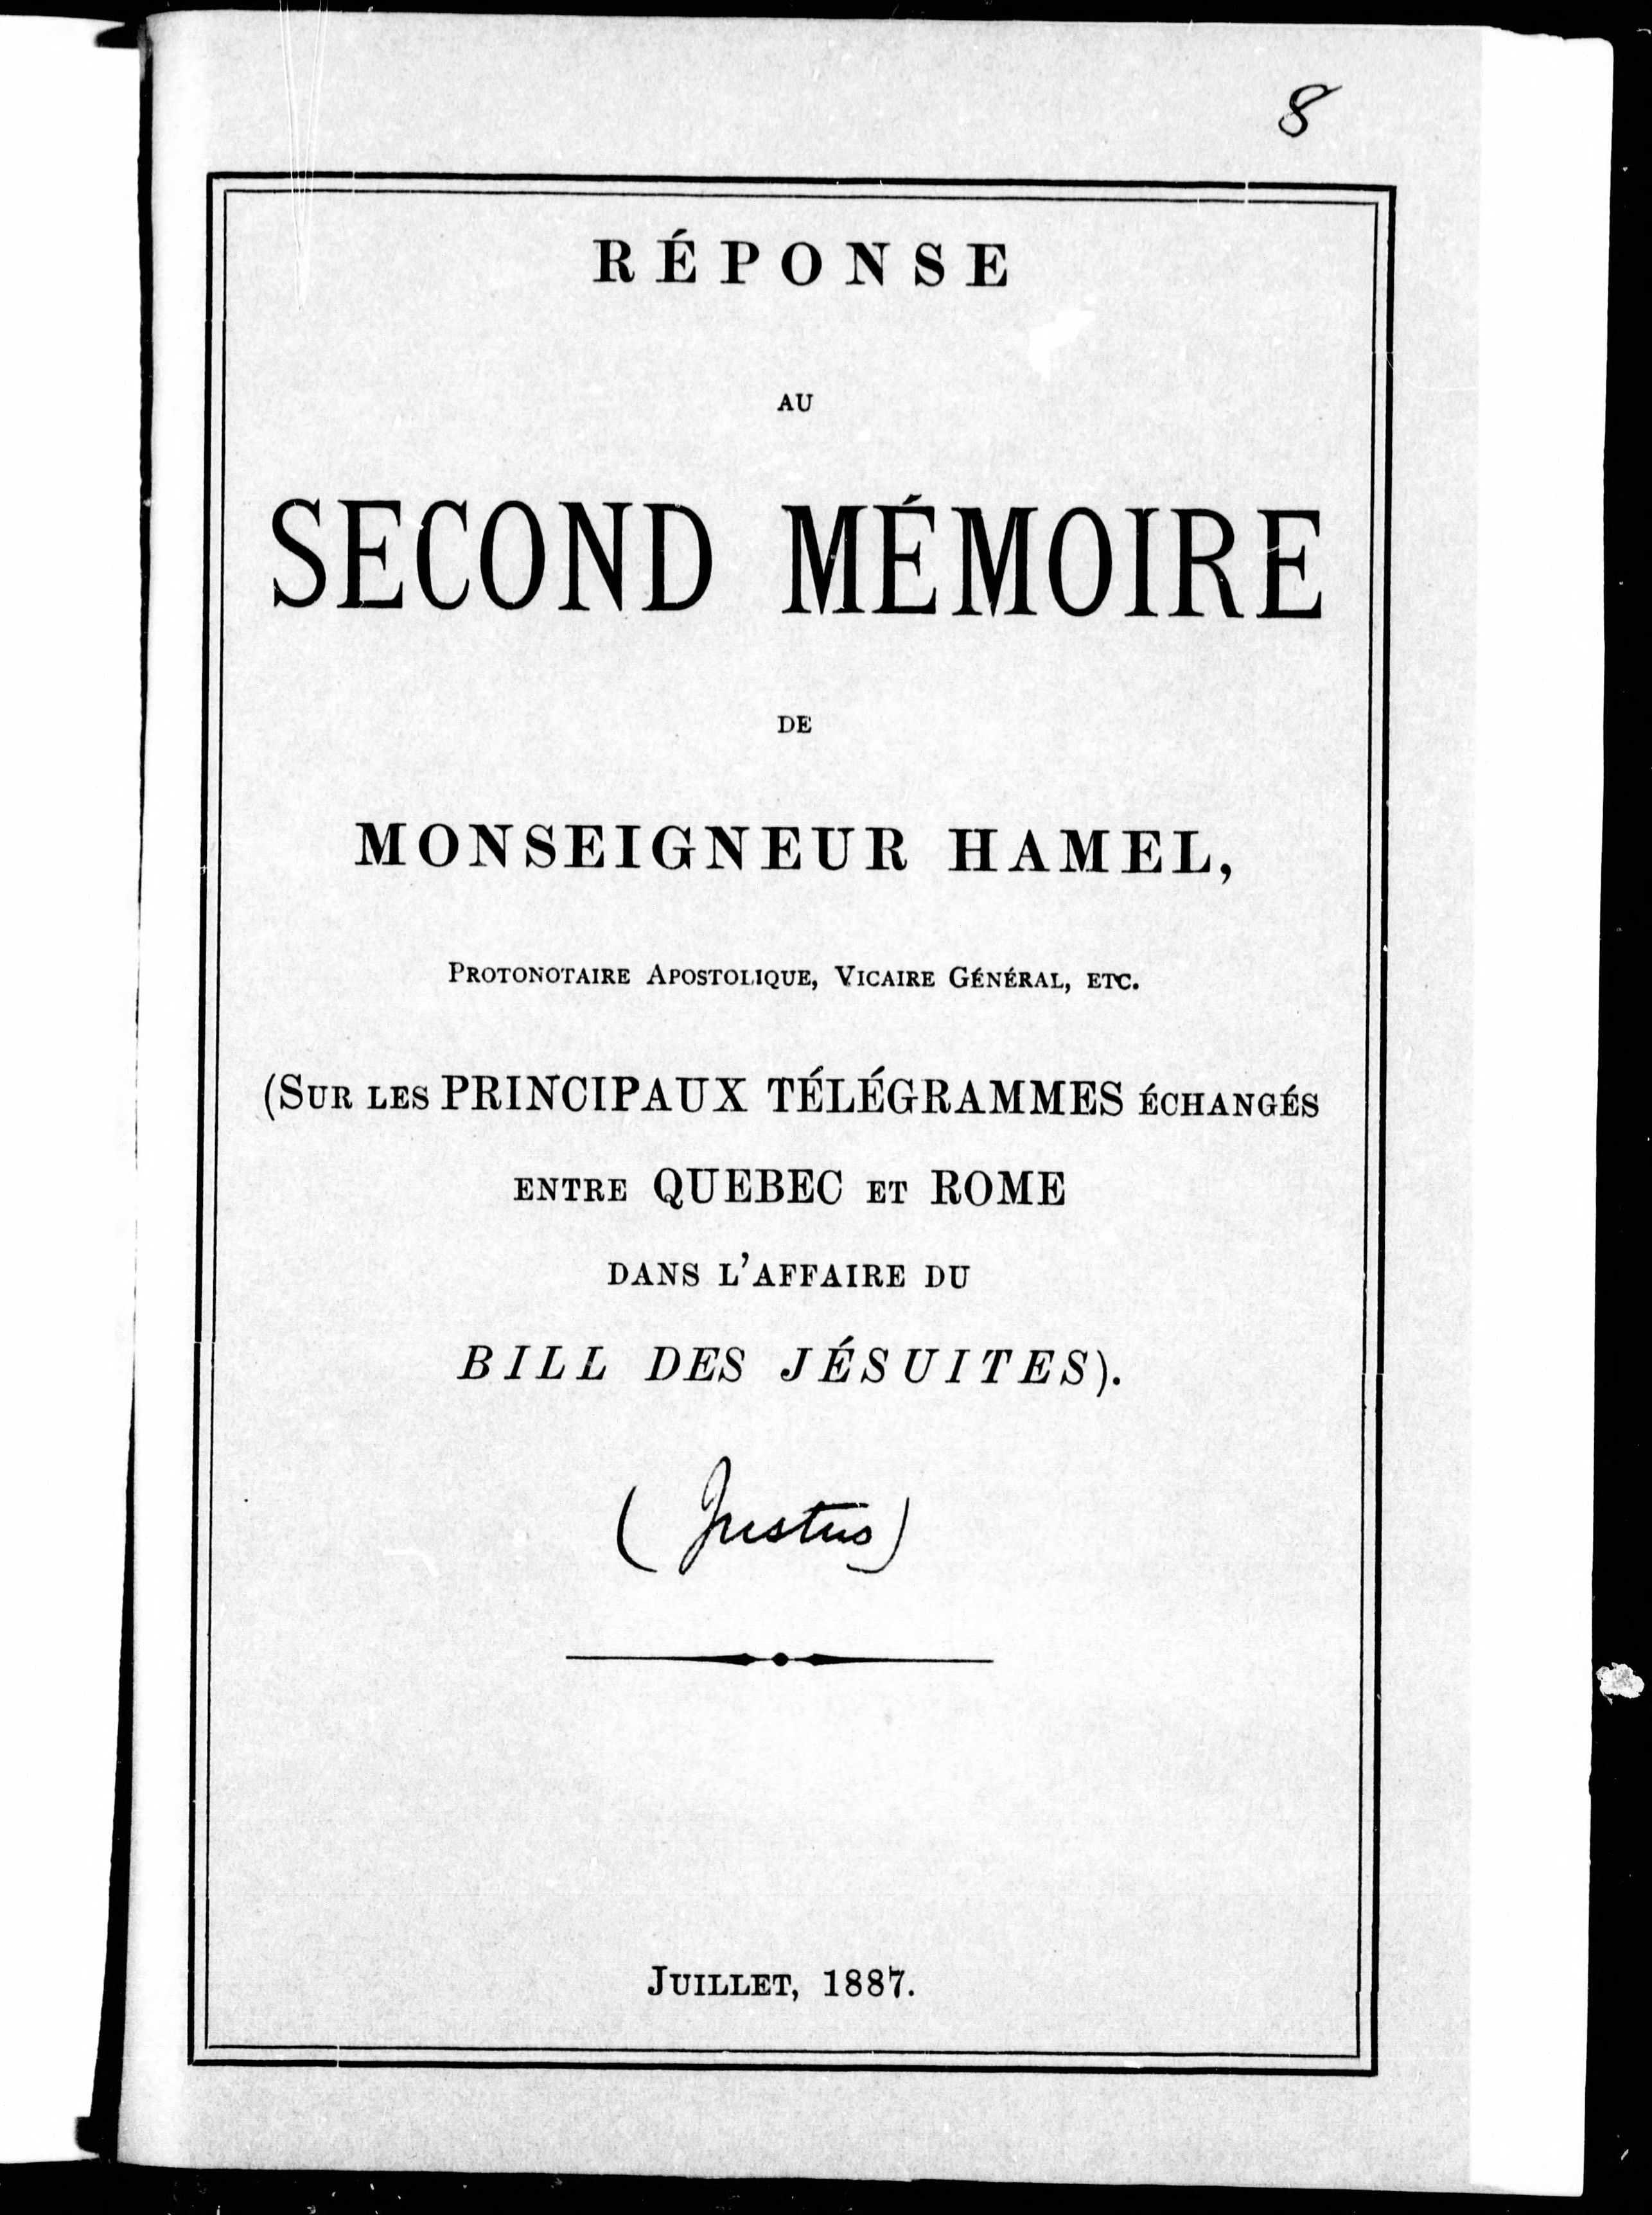 8
RÉPONSE
AU
SECOND MÉMOIRE
DE
MONSEIGNEUR HAMEL,
PROTONOTAIRE APOSTOLIQUE, VICAIRE GÉNÉRAL, ETC.
(SUR LES PRINCIPAUX TÉLÉGRAMMES ÉCHANGÉS
ENTRE QUEBEC ET ROME
DANS L'AFFAIRE DU
BILL DES JÉSUITES).
(Justus)
JUILLET, 1887.